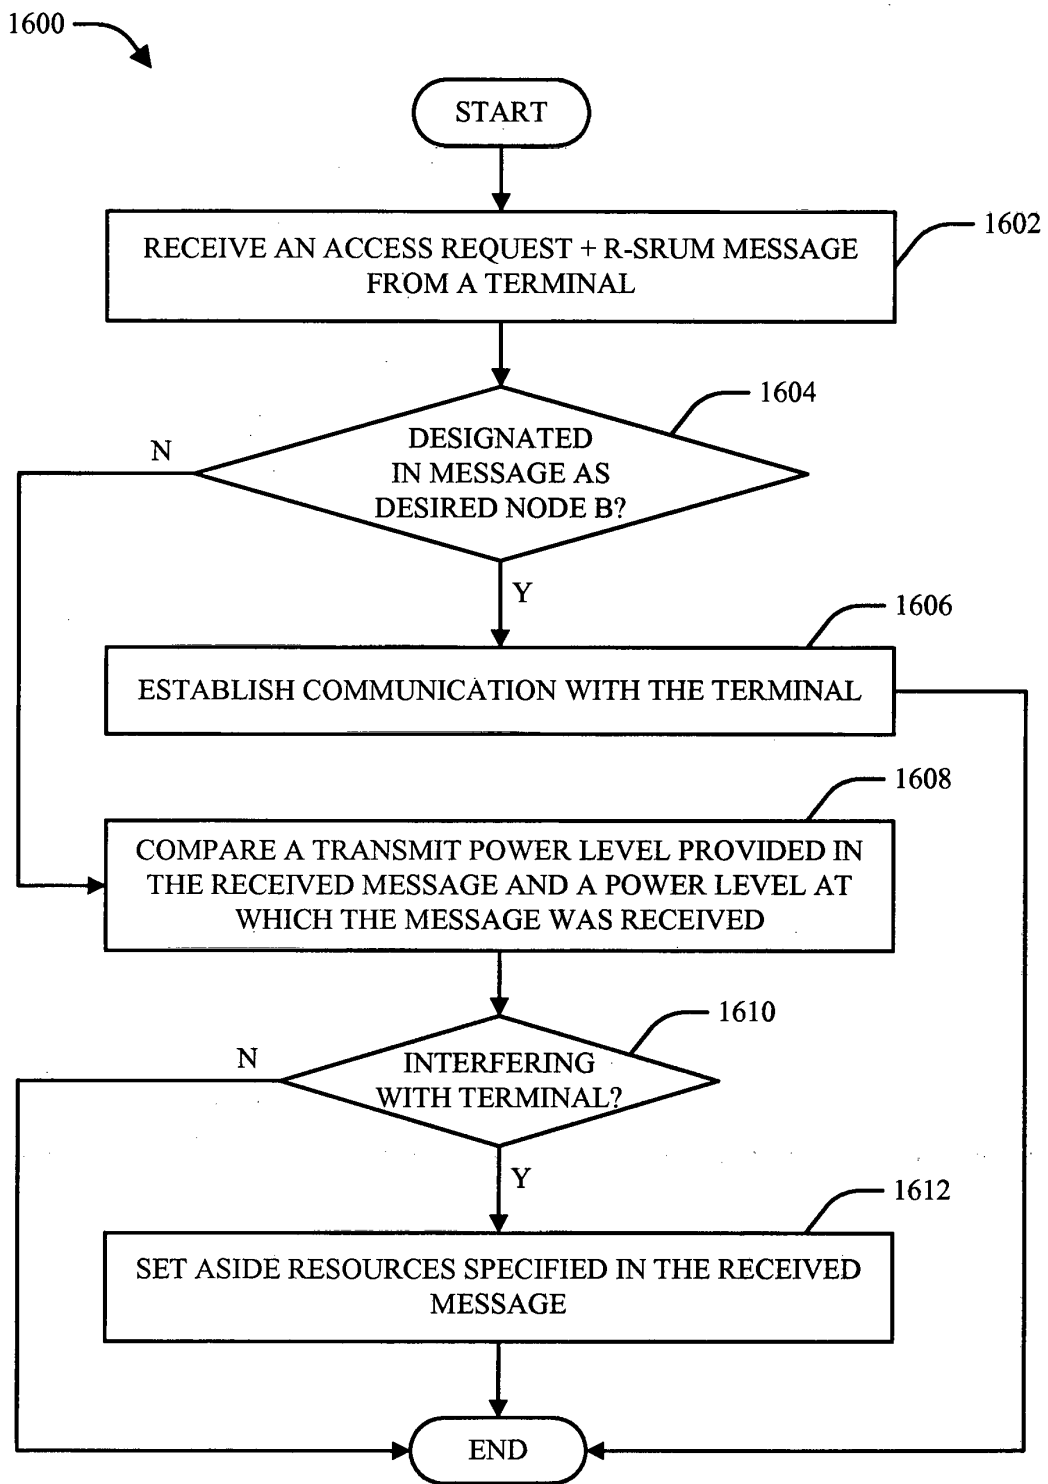 1600
START
RECEIVE AN ACCESS REQUEST + R-SRUM MESSAGE
FROM A TERMINAL
1602
1604
DESIGNATED
IN MESSAGE AS
DESIRED NODE B?
N
Y
1606
ESTABLISH COMMUNICATION WITH THE TERMINAL
1608
COMPARE A TRANSMIT POWER LEVEL PROVIDED IN
THE RECEIVED MESSAGE AND A POWER LEVEL AT
WHICH THE MESSAGE WAS RECEIVED
1610
INTERFERING
WITH TERMINAL?
N
Y
1612
SET ASIDE RESOURCES SPECIFIED IN THE RECEIVED
MESSAGE
END